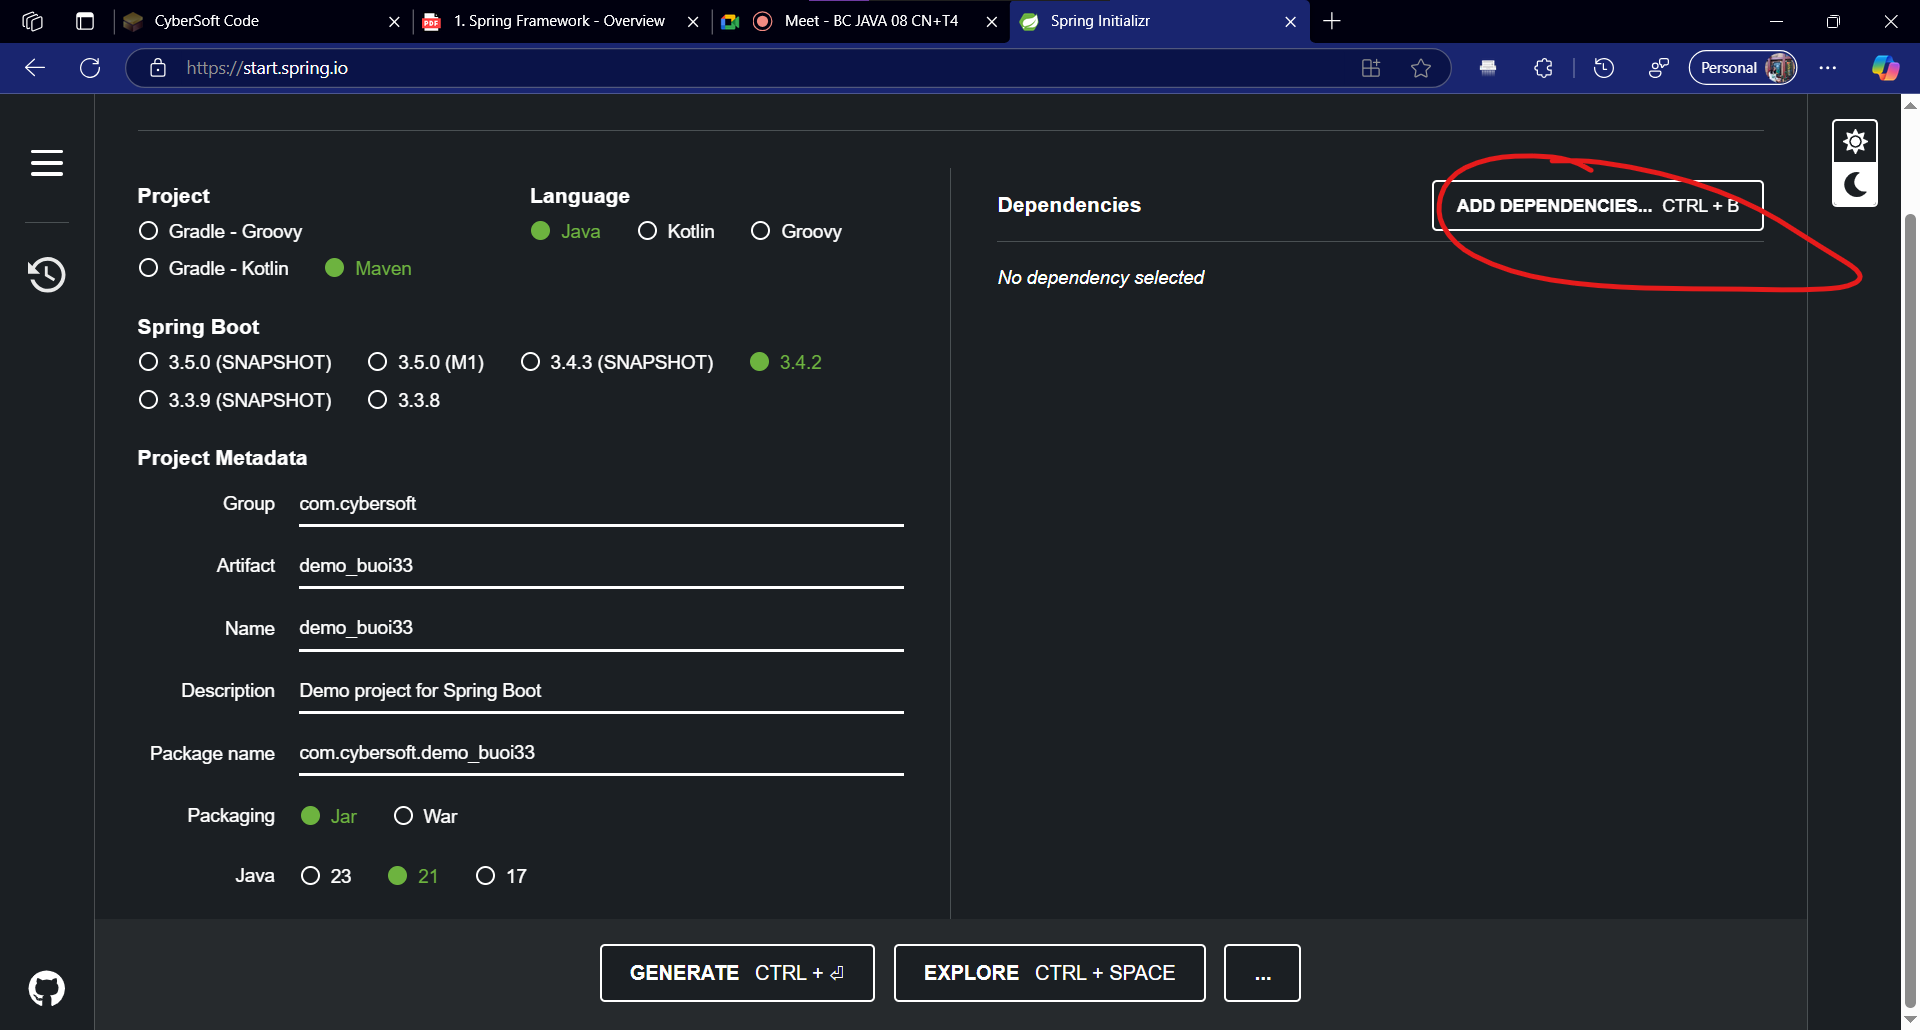 CyberSoft Code
1. Spring Framework - Overview
Meet - BC JAVA 08 CN+T4
Spring Initializr
https://start.spring.io
Personal
Project
Gradle - Groovy
Gradle - Kotlin
Maven
Language
Java
Kotlin
Groovy
Spring Boot
3.5.0 (SNAPSHOT)
3.5.0 (M1)
3.4.3 (SNAPSHOT)
3.4.2
3.3.9 (SNAPSHOT)
3.3.8
Project Metadata
Group com.cybersoft
Artifact demo_buoi33
Name demo_buoi33
Description Demo project for Spring Boot
Package name com.cybersoft.demo_buoi33
Packaging Jar War
Java 23 21 17
Dependencies
ADD DEPENDENCIES... CTRL + B
No dependency selected
GENERATE CTRL + ⏎
EXPLORE CTRL + SPACE
...